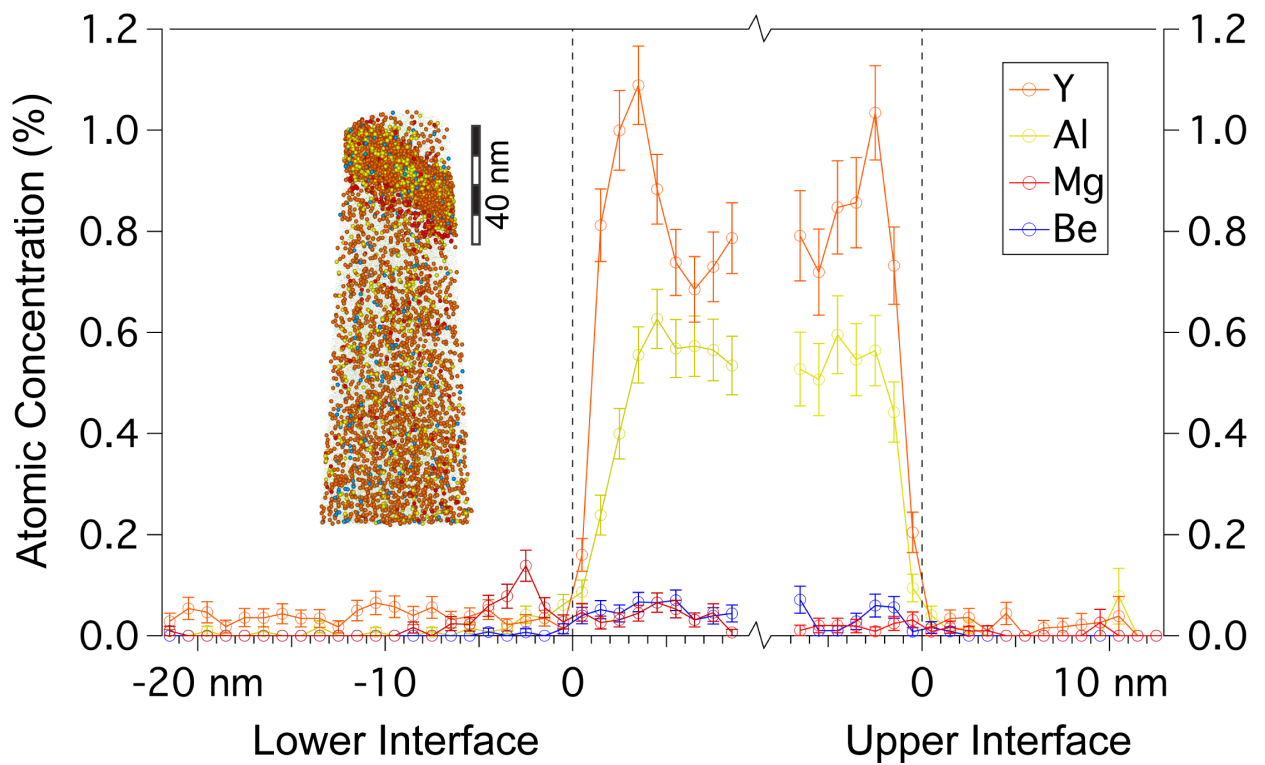 1.2
1.0
0.8
0.6
0.4
0.2
0.0
Atomic Concentration (%)
40 nm
Y
Al
Mg
Be
1.2
1.0
0.8
0.6
0.4
0.2
0.0
-20 nm -10 0 0 10 nm
Lower Interface Upper Interface